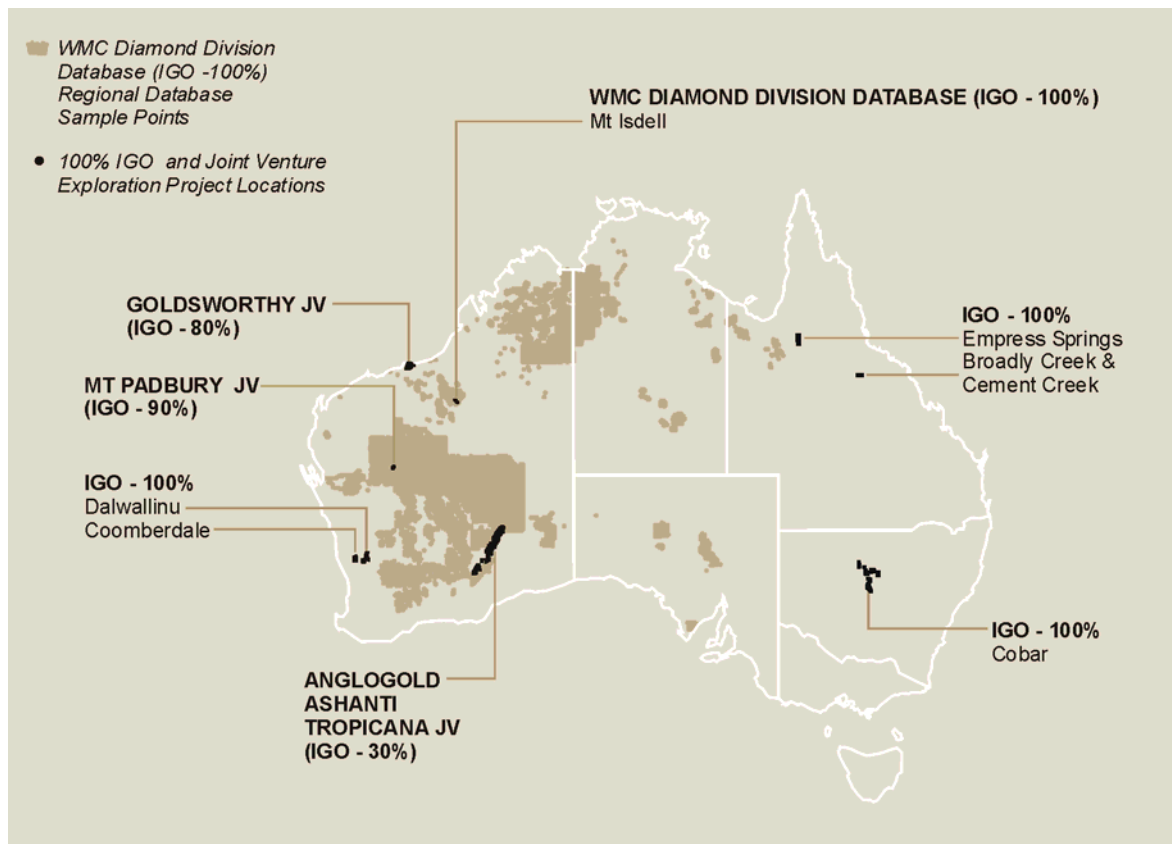 WMC Diamond Division
Database (IGO -100%)
Regional Database
Sample Points
100% IGO and Joint Venture
Exploration Project Locations
WMC DIAMOND DIVISION DATABASE (IGO - 100%)
Mt Isdell
GOLDSWORTHY JV
(IGO - 80%)
MT PADBURY JV
(IGO - 90%)
IGO - 100%
Dalwallinu
Coomberdale
ANGLOGOLD
ASHANTI
TROPICANA JV
(IGO - 30%)
IGO - 100%
Empress Springs
Broadly Creek &
Cement Creek
IGO - 100%
Cobar